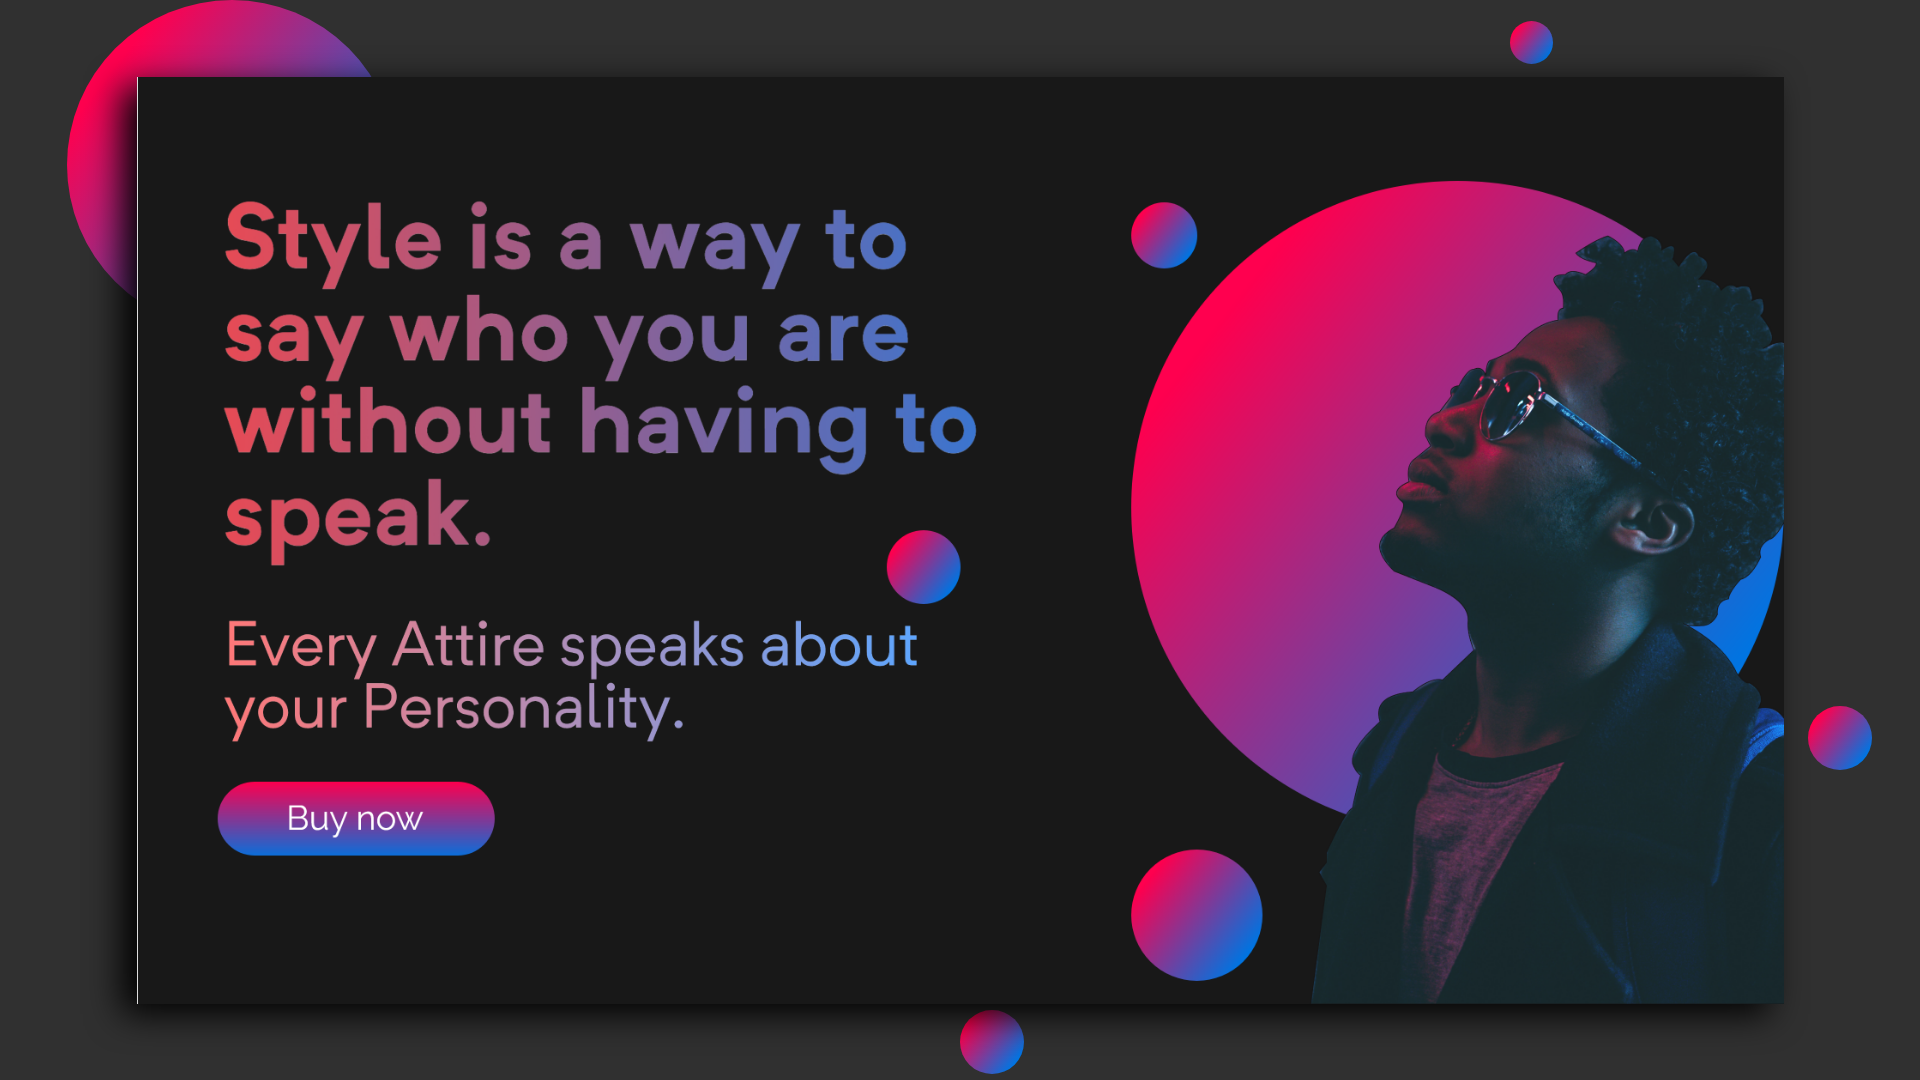 Style is a way to
say who you are
without having to
speak.
Every Attire speaks about
your Personality.
Buy now